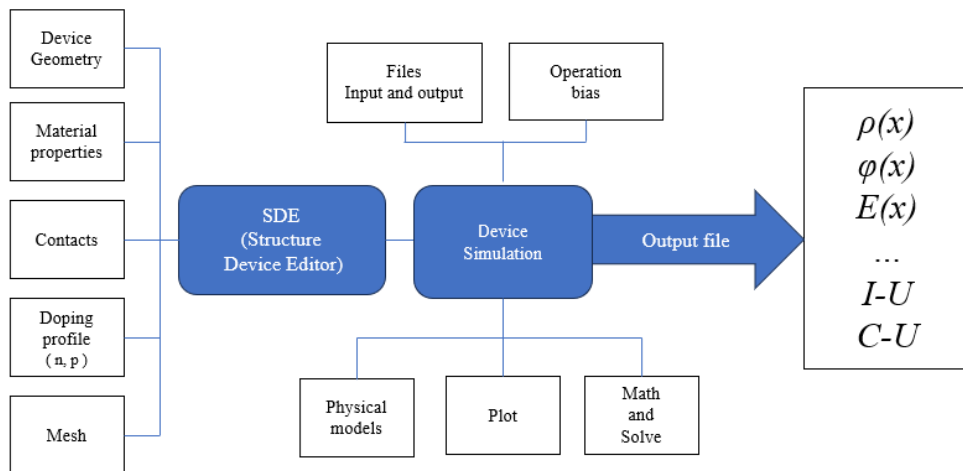 Device
Geometry
Material
properties
Contacts
Doping
profile
( n, p )
Mesh
SDE
(Structure
Device Editor)
Files
Input and output
Operation
bias
Device
Simulation
Physical
models
Plot
Math
and
Solve
Output file
ρ(x)
φ(x)
E(x)
...
I-U
C-U